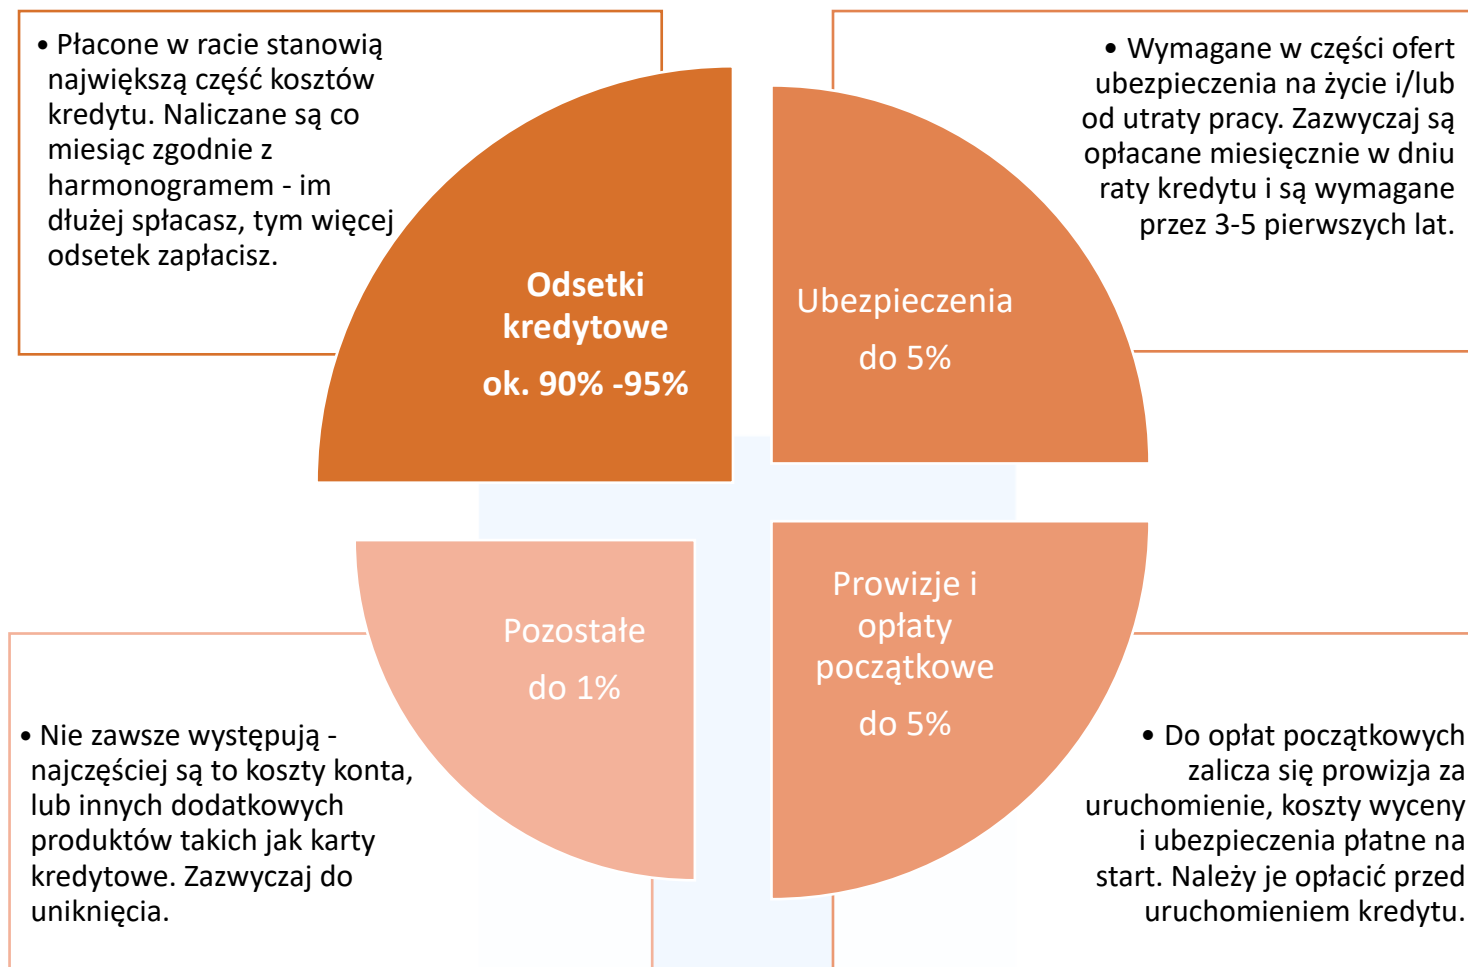 • Płacone w racie stanowią
największą część kosztów
kredytu. Naliczane są co
miesiąc zgodnie z
harmonogramem - im
dłużej spłacasz, tym więcej
odsetek zapłacisz.
Odsetki
kredytowe
ok. 90% -95%
• Wymagane w części ofert
ubezpieczenia na życie i/lub
od utraty pracy. Zazwyczaj są
opłacane miesięcznie w dniu
raty kredytu i są wymagane
przez 3-5 pierwszych lat.
Ubezpieczenia
do 5%
Pozostałe
do 1%
• Nie zawsze występują -
najczęściej są to koszty konta,
lub innych dodatkowych
produktów takich jak karty
kredytowe. Zazwyczaj do
uniknięcia.
Prowizje i
opłaty
początkowe
do 5%
• Do opłat początkowych
zalicza się prowizja za
uruchomienie, koszty wyceny
i ubezpieczenia płatne na
start. Należy je opłacić przed
uruchomieniem kredytu.